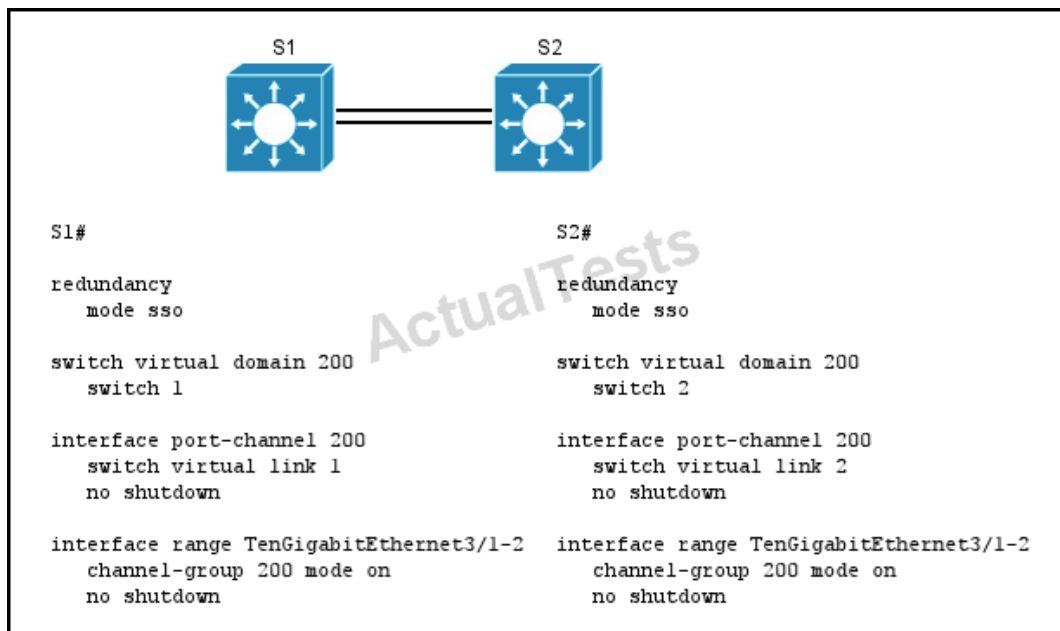 S1
S2
S1#
redundancy
mode sso
switch virtual domain 200
switch 1
interface port-channel 200
switch virtual link 1
no shutdown
interface range TenGigabitEthernet3/1-2
channel-group 200 mode on
no shutdown
S2#
redundancy
mode sso
switch virtual domain 200
switch 2
interface port-channel 200
switch virtual link 2
no shutdown
interface range TenGigabitEthernet3/1-2
channel-group 200 mode on
no shutdown
ActualTests